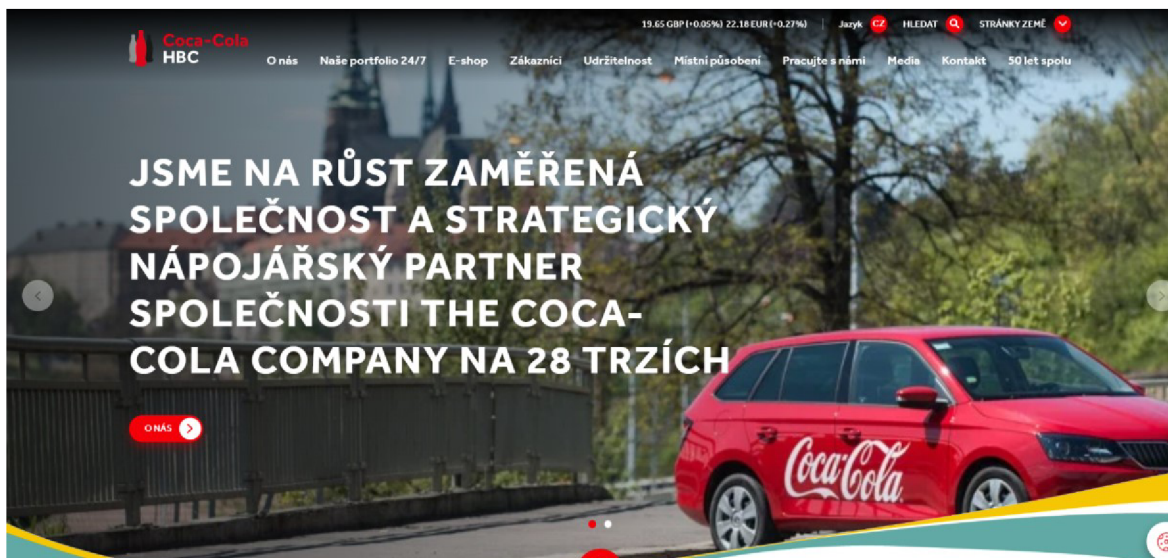 19.65 GBP (+0.05%) 22.18 EUR (+0.27%) Jazyk CZ HLEDAT STRÁNKY ZEMĚ
Coca-Cola
HBC
O nás Naše portfolio 24/7 E-shop Zákazníci Udržitelnost Místní působení Pracujte s námi Media Kontakt 50 let spolu
JSME NA RŮST ZAMĚŘENÁ
SPOLEČNOST A STRATEGICKÝ
NÁPOJÁŘSKÝ PARTNER
SPOLEČNOSTI THE COCA-
COLA COMPANY NA 28 TRZÍCH
O NÁS
Coca-Cola